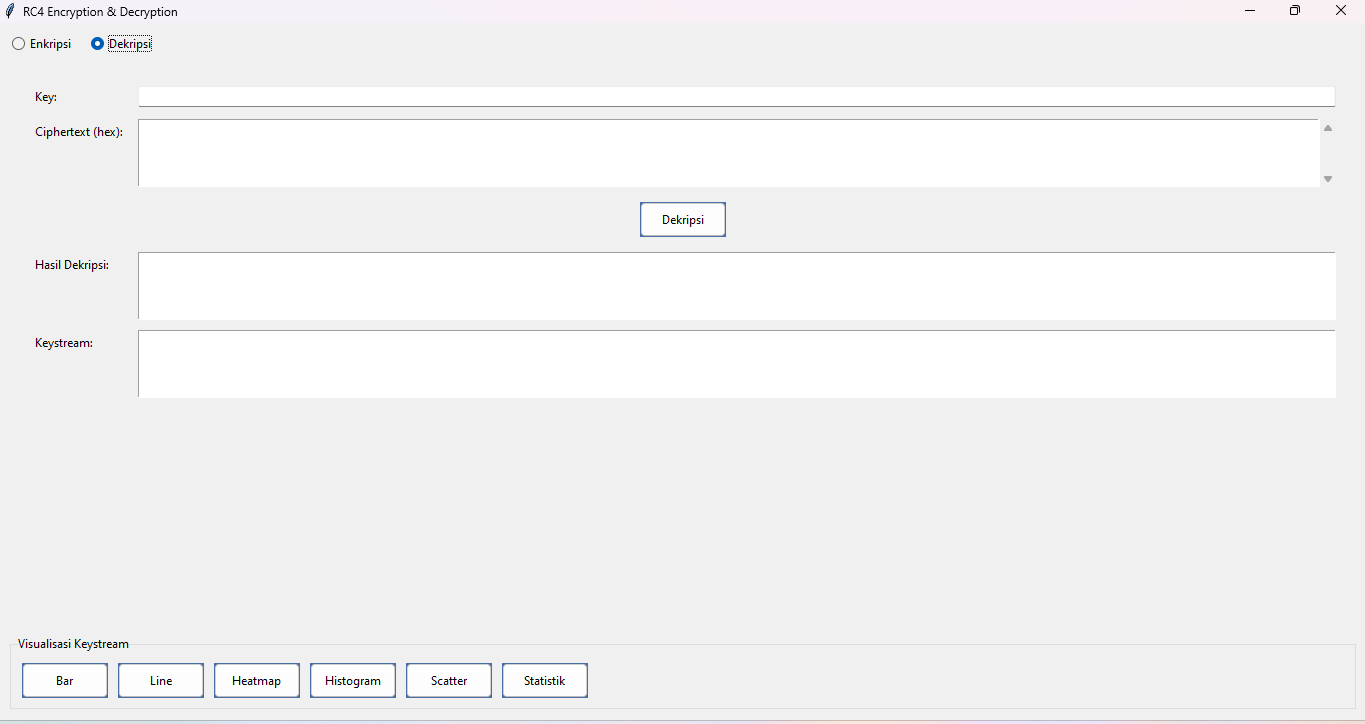 RC4 Encryption & Decryption
Enkripsi Dekripsi
Key:
Ciphertext (hex):
Dekripsi
Hasil Dekripsi:
Keystream:
Visualisasi Keystream
Bar Line Heatmap Histogram Scatter Statistik